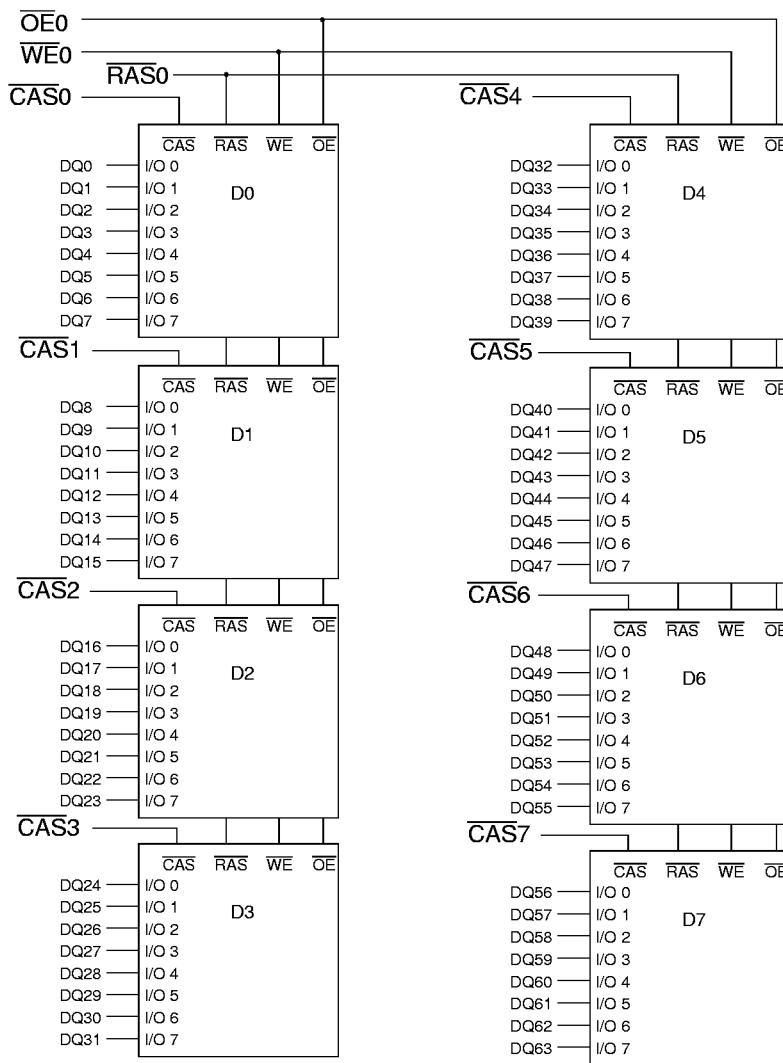 OE0
WE0
RAS0
CAS0
CAS RAS WE OE
DQ0 I/O 0
DQ1 I/O 1
D0
DQ2 I/O 2
DQ3 I/O 3
DQ4 I/O 4
DQ5 I/O 5
DQ6 I/O 6
DQ7 I/O 7
CAS1
CAS RAS WE OE
DQ8 I/O 0
DQ9 I/O 1
D1
DQ10 I/O 2
DQ11 I/O 3
DQ12 I/O 4
DQ13 I/O 5
DQ14 I/O 6
DQ15 I/O 7
CAS2
CAS RAS WE OE
DQ16 I/O 0
DQ17 I/O 1
D2
DQ18 I/O 2
DQ19 I/O 3
DQ20 I/O 4
DQ21 I/O 5
DQ22 I/O 6
DQ23 I/O 7
CAS3
CAS RAS WE OE
DQ24 I/O 0
DQ25 I/O 1
D3
DQ26 I/O 2
DQ27 I/O 3
DQ28 I/O 4
DQ29 I/O 5
DQ30 I/O 6
DQ31 I/O 7
CAS4
CAS RAS WE OE
DQ32 I/O 0
DQ33 I/O 1
D4
DQ34 I/O 2
DQ35 I/O 3
DQ36 I/O 4
DQ37 I/O 5
DQ38 I/O 6
DQ39 I/O 7
CAS5
CAS RAS WE OE
DQ40 I/O 0
DQ41 I/O 1
D5
DQ42 I/O 2
DQ43 I/O 3
DQ44 I/O 4
DQ45 I/O 5
DQ46 I/O 6
DQ47 I/O 7
CAS6
CAS RAS WE OE
DQ48 I/O 0
DQ49 I/O 1
D6
DQ50 I/O 2
DQ51 I/O 3
DQ52 I/O 4
DQ53 I/O 5
DQ54 I/O 6
DQ55 I/O 7
CAS7
CAS RAS WE OE
DQ56 I/O 0
DQ57 I/O 1
D7
DQ58 I/O 2
DQ59 I/O 3
DQ60 I/O 4
DQ61 I/O 5
DQ62 I/O 6
DQ63 I/O 7